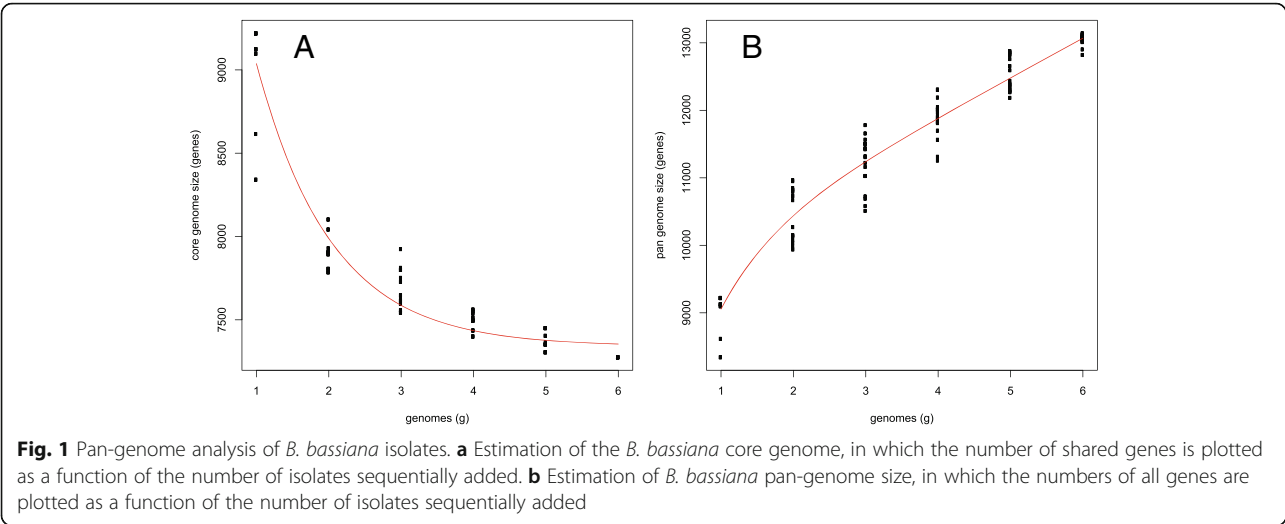 A
core genome size (genes)
9000
8500
8000
7500
1 2 3 4 5 6
genomes (g)
B
pan genome size (genes)
13000
12000
11000
10000
9000
1 2 3 4 5 6
genomes (g)
Fig. 1 Pan-genome analysis of B. bassiana isolates. a Estimation of the B. bassiana core genome, in which the number of shared genes is plotted
as a function of the number of isolates sequentially added. b Estimation of B. bassiana pan-genome size, in which the numbers of all genes are
plotted as a function of the number of isolates sequentially added